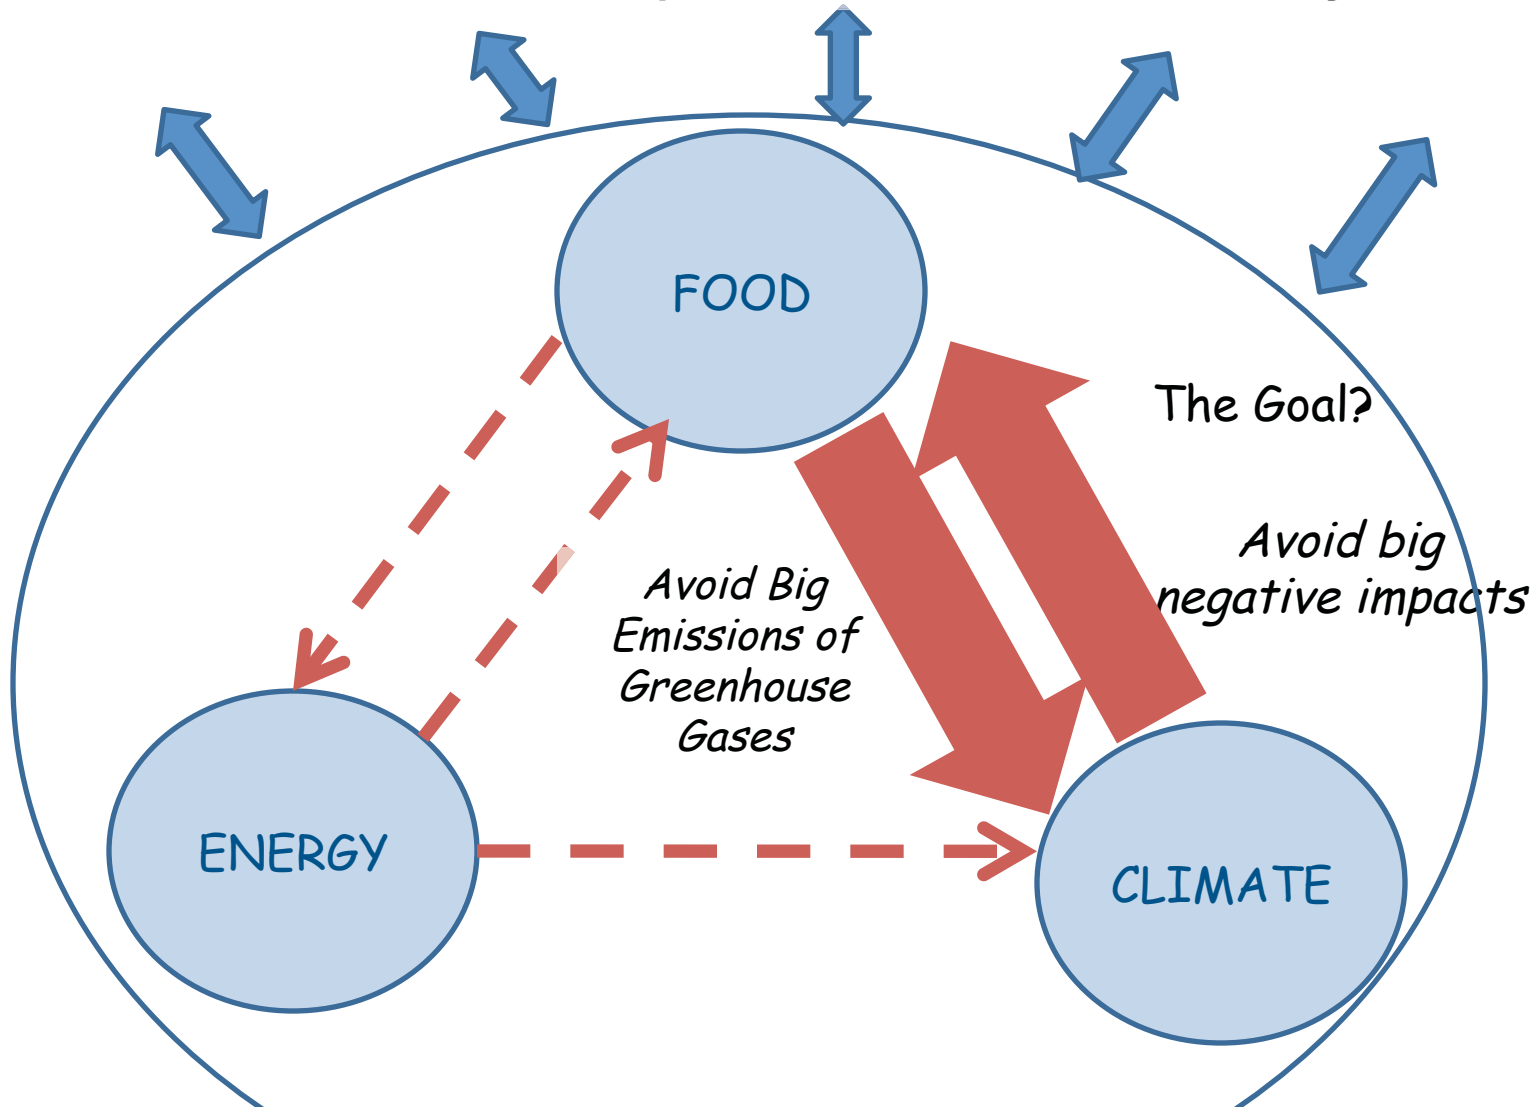 FOOD
The Goal?
Avoid big
negative impacts
Avoid Big
Emissions of
Greenhouse
Gases
ENERGY
CLIMATE